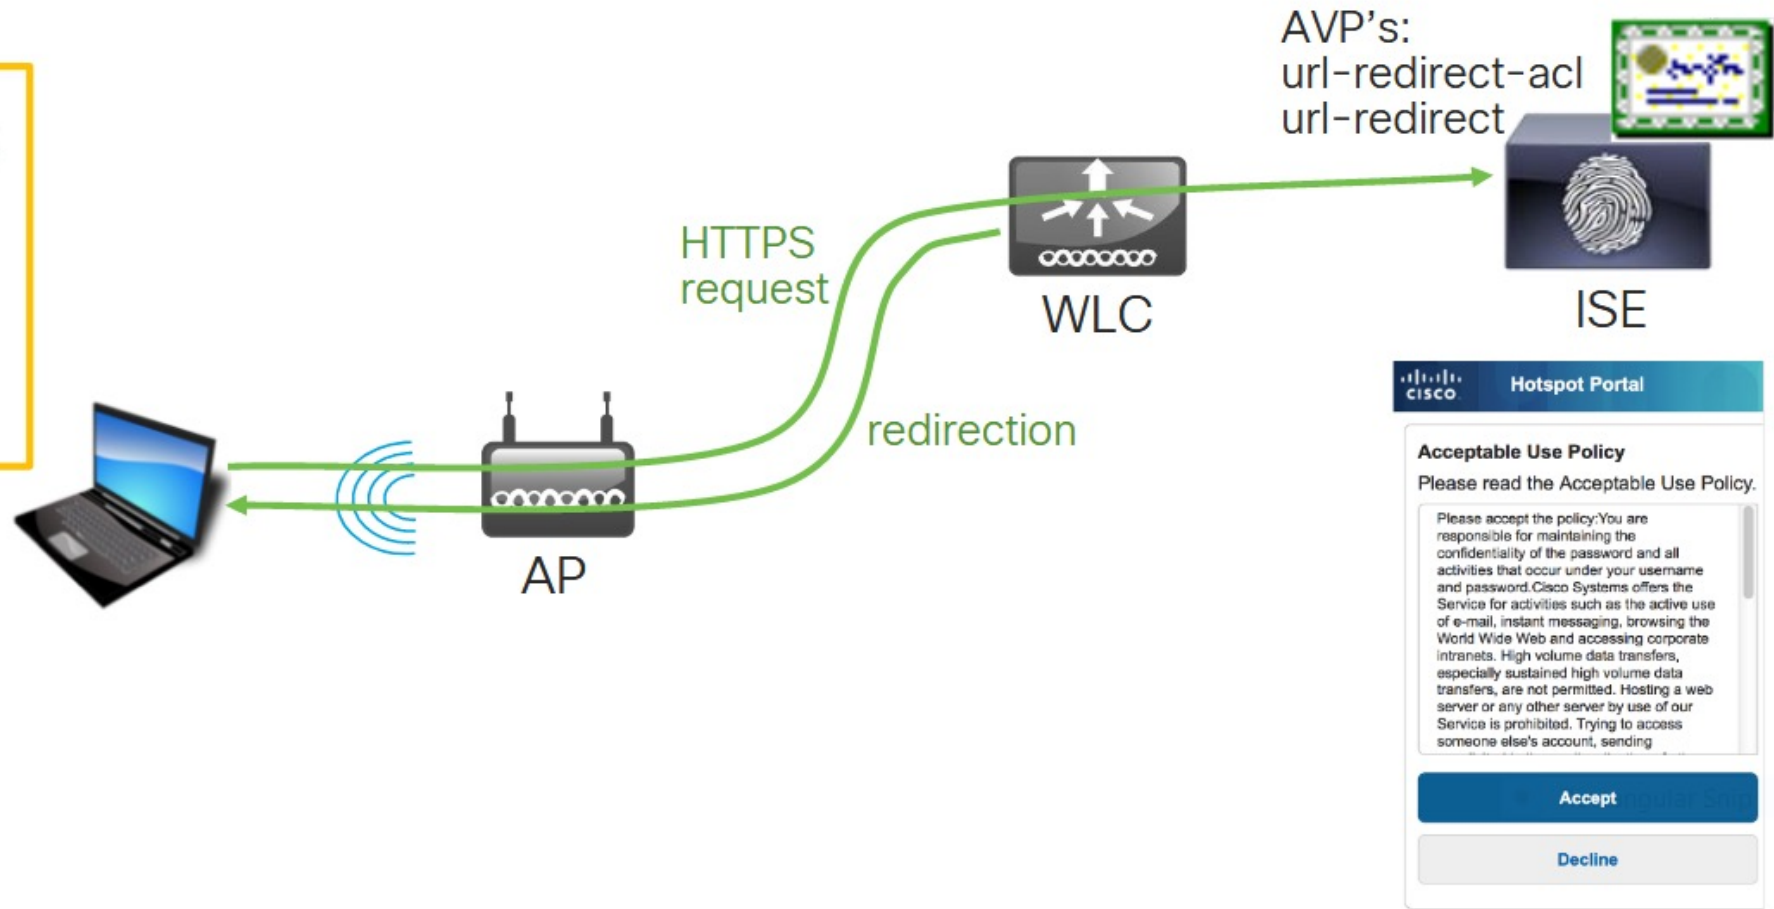 AVP's:
url-redirect-acl
url-redirect
HTTPS
request
WLC
ISE
redirection
AP
CISCO
Hotspot Portal
Acceptable Use Policy
Please read the Acceptable Use Policy.
Please accept the policy:You are
responsible for maintaining the
confidentiality of the password and all
activities that occur under your username
and password.Cisco Systems offers the
Service for activities such as the active use
of e-mail, instant messaging, browsing the
World Wide Web and accessing corporate
intranets. High volume data transfers,
especially sustained high volume data
transfers, are not permitted. Hosting a web
server or any other server by use of our
Service is prohibited. Trying to access
someone else's account, sending
Accept
Decline